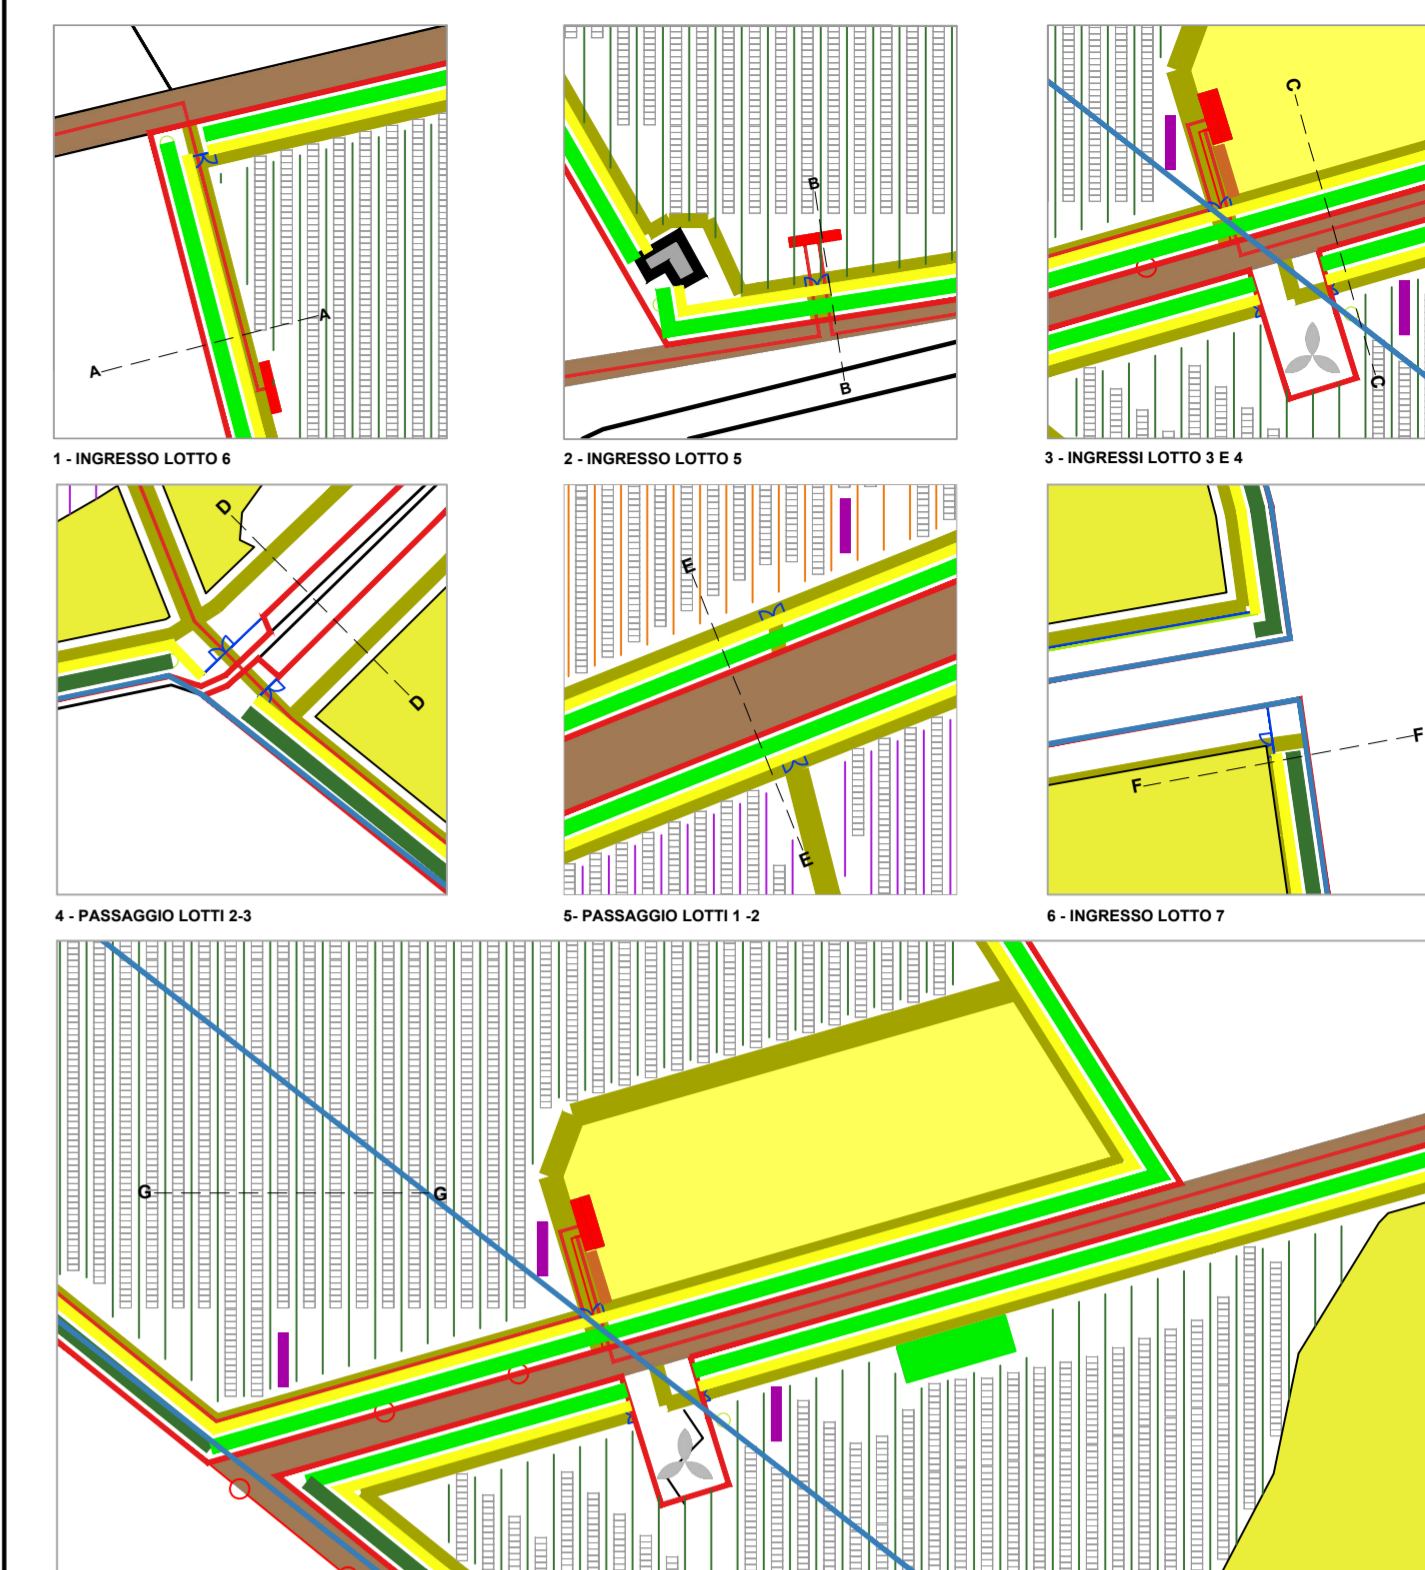 A
A
1 - INGRESSO LOTTO 6
B
B
2 - INGRESSO LOTTO 5
C
C
3 - INGRESSI LOTTO 3 E 4
D
D
4 - PASSAGGIO LOTTI 2-3
E
E
5- PASSAGGIO LOTTI 1 -2
F
F
6 - INGRESSO LOTTO 7
G
G